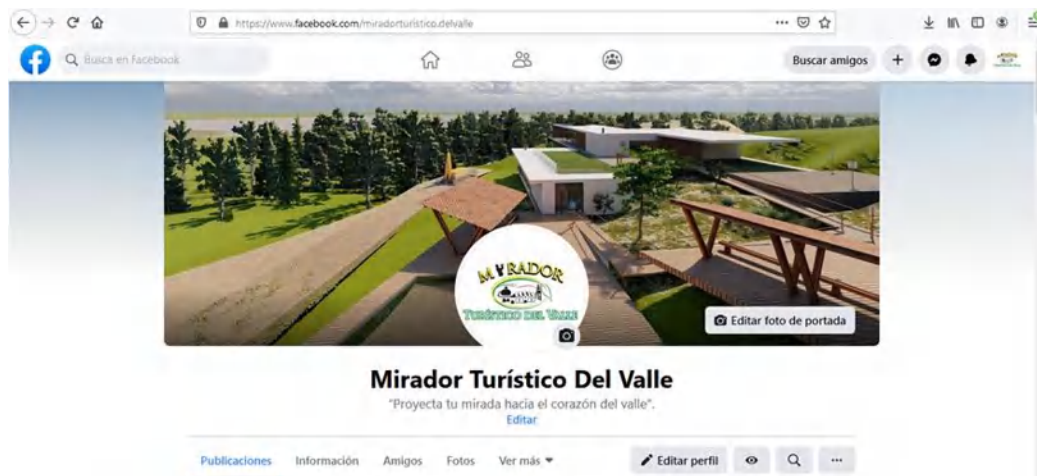 https://www.facebook.com/miradorturistico.delvalle
Busca en Facebook
Buscar amigos
MIRADOR
TURÍSTICO DEL VALLE
Editar foto de portada
Mirador Turístico Del Valle
"Proyecta tu mirada hacia el corazón del valle".
Editar
Publicaciones Información Amigos Fotos Ver más
Editar perfil